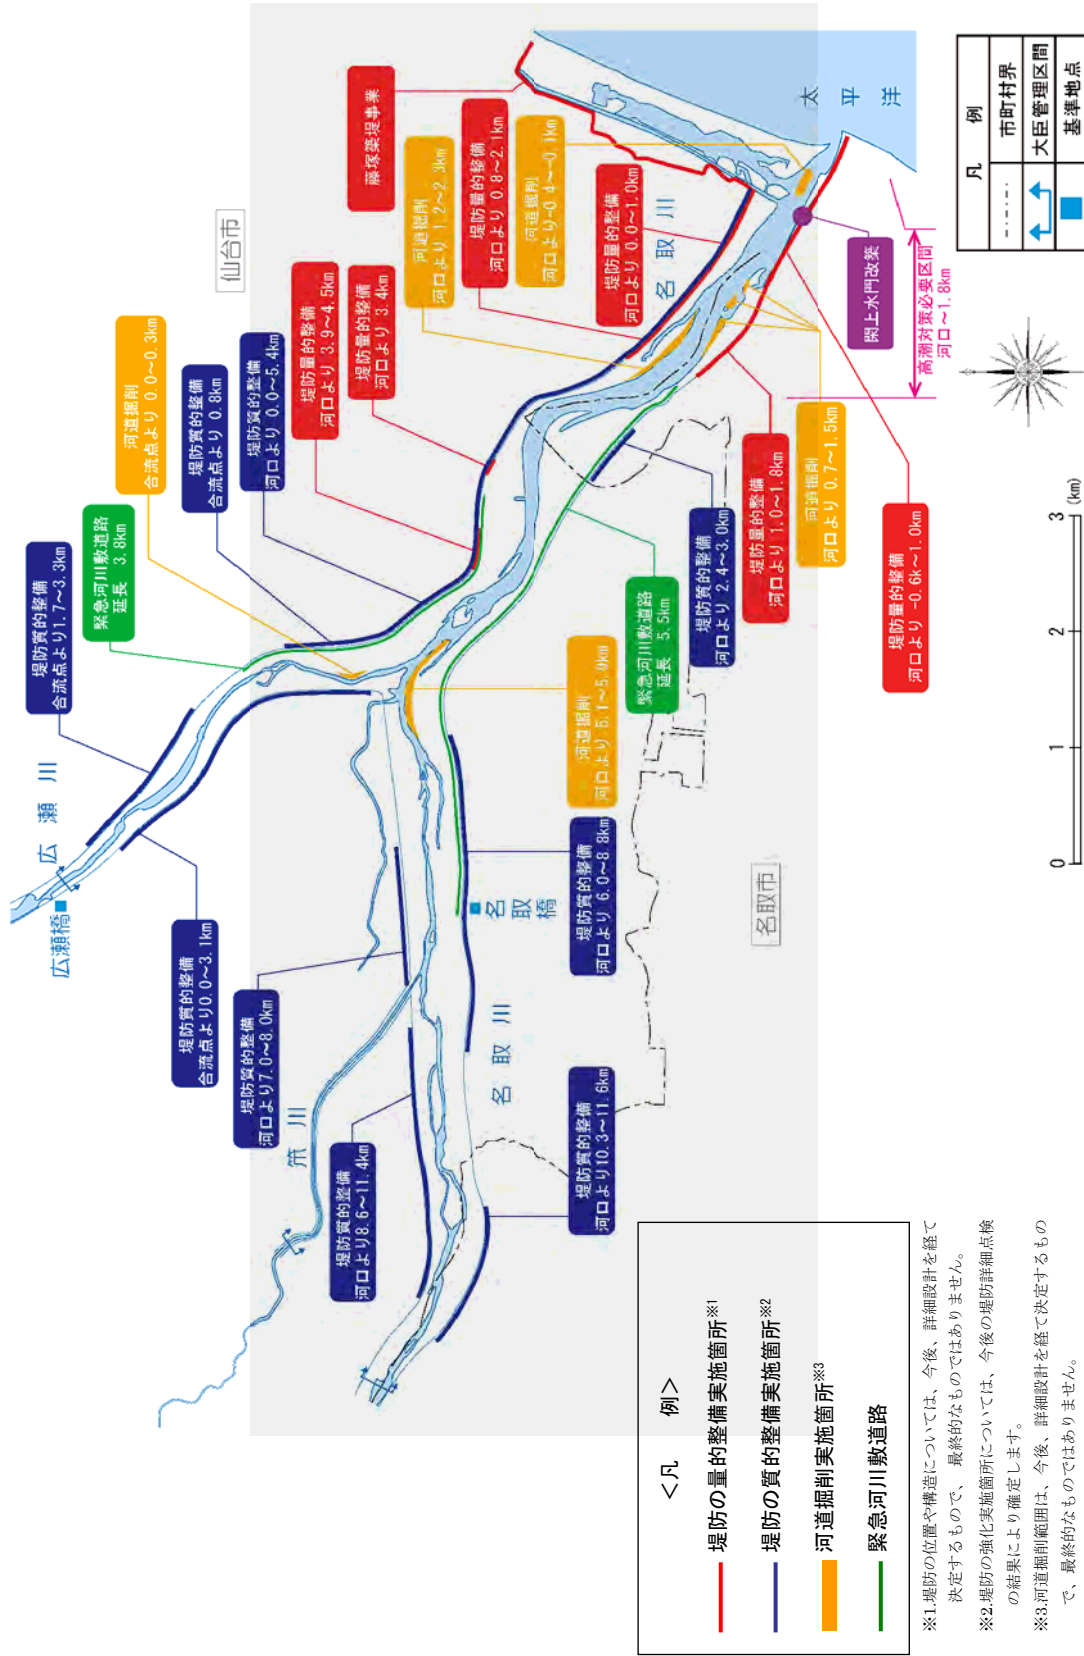 仙台市
名取市
広瀬川
広瀬橋
笊川
名取川
名取橋
名取川
太平洋
堤防質的整備
合流点より1.7~3.3km
緊急河川敷道路
延長 3.8km
河道掘削
合流点より 0.0~0.3km
堤防質的整備
合流点より 0.8km
堤防質的整備
河口より 0.0~5.4km
堤防量的整備
河口より 3.9~4.5km
堤防量的整備
河口より 3.4km
河道掘削
河口より 1.2~2.3km
堤防量的整備
河口より 0.8~2.1km
藤塚築堤事業
河道掘削
河口より-0.4~-0.1km
堤防量的整備
河口より 0.0~1.0km
堤防質的整備
合流点より0.0~3.1km
堤防質的整備
河口より7.0~8.0km
堤防質的整備
河口より8.6~11.4km
堤防質的整備
河口より10.3~11.6km
堤防質的整備
河口より 6.0~8.8km
河道掘削
河口より 5.1~5.9km
緊急河川敷道路
延長 5.5km
堤防質的整備
河口より 2.4~3.0km
堤防量的整備
河口より 1.0~1.8km
河道掘削
河口より 0.7~1.5km
堤防量的整備
河口より -0.6k~1.0km
閖上水門改築
高潮対策必要区間
河口~1.8km
凡 例
市町村界
大臣管理区間
基準地点
0 1 2 3 (km)
<凡 例>
堤防の量的整備実施箇所※1
堤防の質的整備実施箇所※2
河道掘削実施箇所※3
緊急河川敷道路
※1.堤防の位置や構造については、今後、詳細設計を経て
決定するもので、最終的なものではありません。
※2.堤防の強化実施箇所については、今後の堤防詳細点検
の結果により確定します。
※3.河道掘削範囲は、今後、詳細設計を経て決定するもの
で、最終的なものではありません。